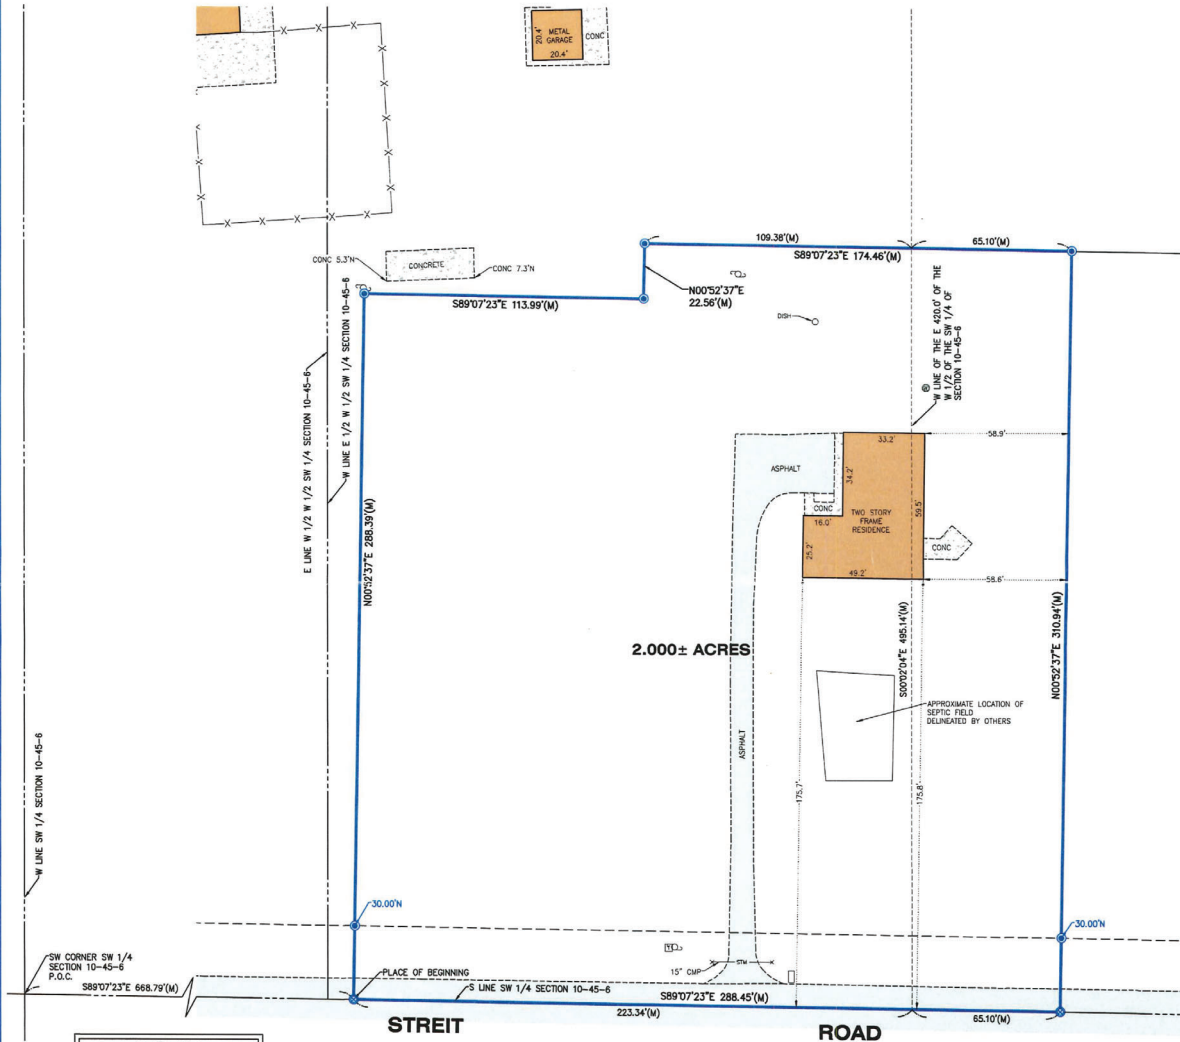 METAL
GARAGE
20.4'
20.4'
CONC
109.38'(M)
65.10'(M)
S89°07'23"E 174.46'(M)
CONC 5.3'N
CONCRETE
CONC 7.3'N
N00°52'37"E
22.56'(M)
S89°07'23"E 113.99'(M)
DISH
W LINE OF THE E 420.0' OF THE
W 1/2 OF THE SW 1/4 OF
SECTION 10-45-6
E LINE W 1/2 W 1/2 SW 1/4 SECTION 10-45-6
W LINE E 1/2 W 1/2 SW 1/4 SECTION 10-45-6
33.2'
58.9'
ASPHALT
34.2'
CONC
16.0'
TWO STORY
FRAME
RESIDENCE
59.5'
25.2'
CONC
49.2'
58.6'
N00°52'37"E 288.39'(M)
S00°02'04"E 495.14'(M)
N00°52'37"E 310.94'(M)
2.000± ACRES
APPROXIMATE LOCATION OF
SEPTIC FIELD
DELINEATED BY OTHERS
ASPHALT
175.7'
175.8'
W LINE SW 1/4 SECTION 10-45-6
30.00'N
30.00'N
SW CORNER SW 1/4
SECTION 10-45-6
P.O.C.
S89°07'23"E 668.79'(M)
PLACE OF BEGINNING
15" CMP
STM
S LINE SW 1/4 SECTION 10-45-6
S89°07'23"E 288.45'(M)
223.34'(M)
65.10'(M)
STREIT ROAD